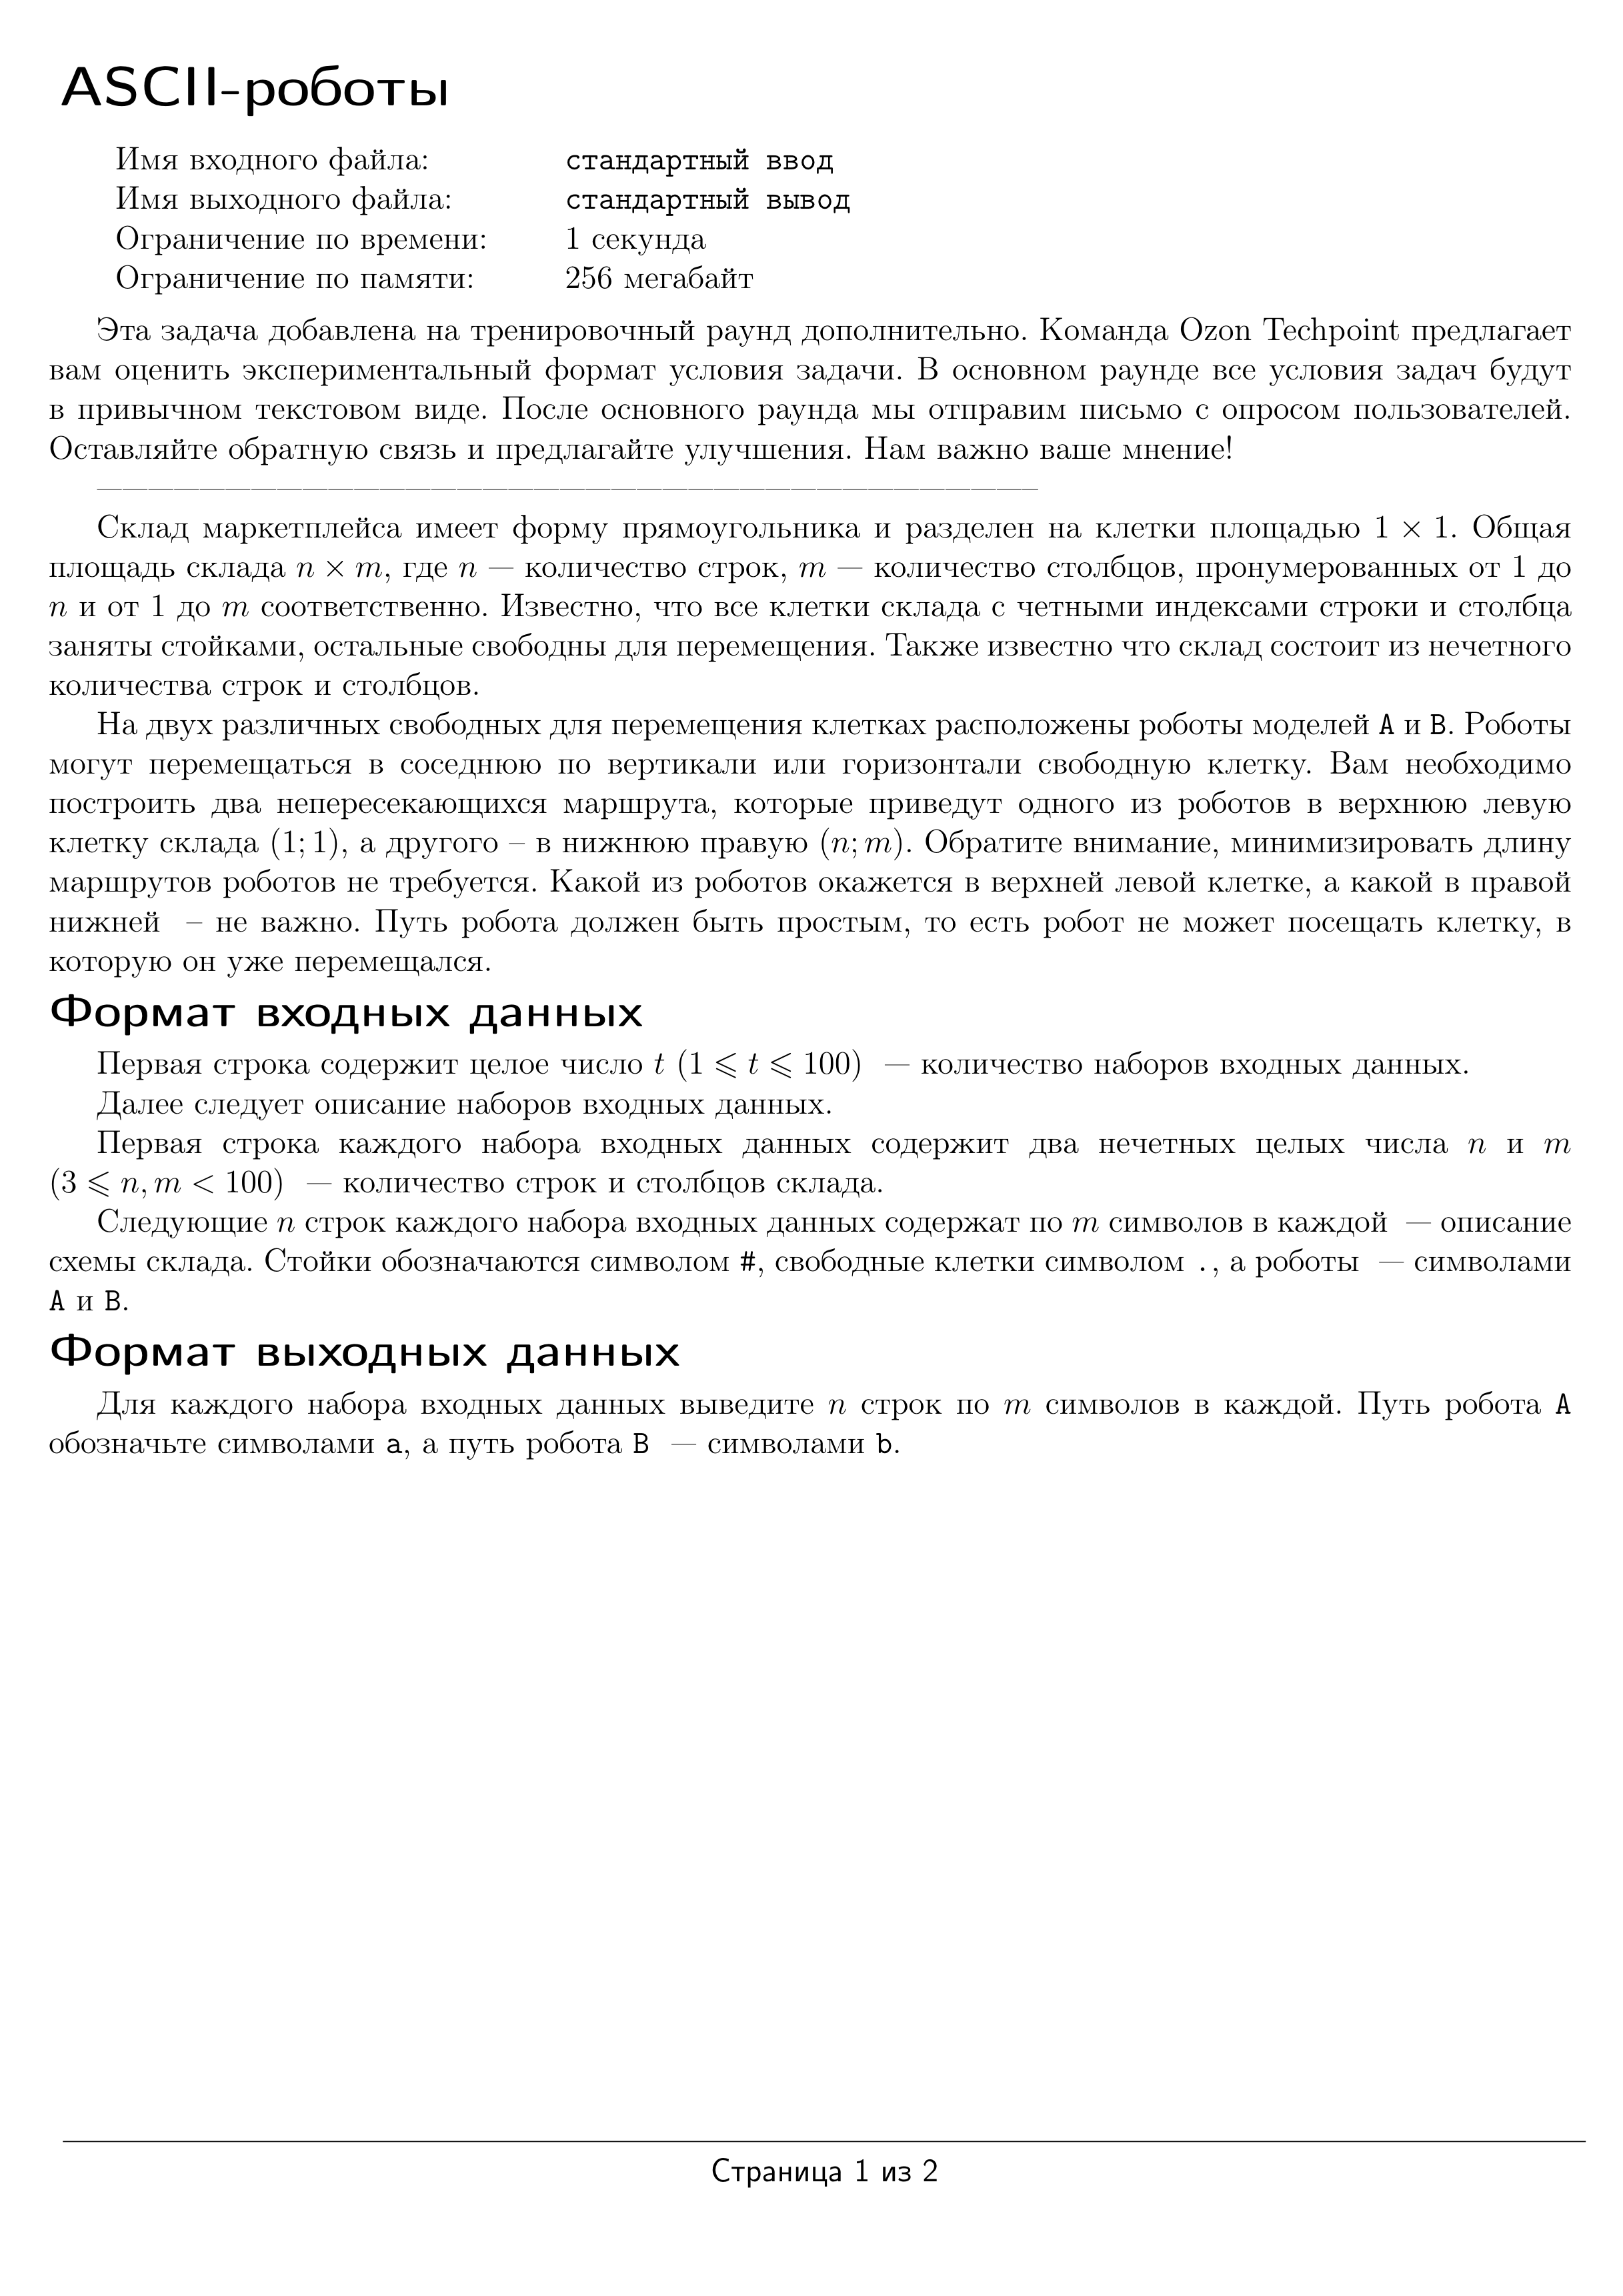 ASCII-роботы
Имя входного файла: стандартный ввод
Имя выходного файла: стандартный вывод
Ограничение по времени: 1 секунда
Ограничение по памяти: 256 мегабайт
Эта задача добавлена на тренировочный раунд дополнительно. Команда Ozon Techpoint предлагает
вам оценить экспериментальный формат условия задачи. В основном раунде все условия задач будут
в привычном текстовом виде. После основного раунда мы отправим письмо с опросом пользователей.
Оставляйте обратную связь и предлагайте улучшения. Нам важно ваше мнение!
Склад маркетплейса имеет форму прямоугольника и разделен на клетки площадью 1 × 1. Общая
площадь склада n × m, где n — количество строк, m — количество столбцов, пронумерованных от 1 до
n и от 1 до m соответственно. Известно, что все клетки склада с четными индексами строки и столбца
заняты стойками, остальные свободны для перемещения. Также известно что склад состоит из нечетного
количества строк и столбцов.
На двух различных свободных для перемещения клетках расположены роботы моделей A и B. Роботы
могут перемещаться в соседнюю по вертикали или горизонтали свободную клетку. Вам необходимо
построить два непересекающихся маршрута, которые приведут одного из роботов в верхнюю левую
клетку склада (1; 1), а другого – в нижнюю правую (n; m). Обратите внимание, минимизировать длину
маршрутов роботов не требуется. Какой из роботов окажется в верхней левой клетке, а какой в правой
нижней – не важно. Путь робота должен быть простым, то есть робот не может посещать клетку, в
которую он уже перемещался.
Формат входных данных
Первая строка содержит целое число t (1 ⩽ t ⩽ 100) — количество наборов входных данных.
Далее следует описание наборов входных данных.
Первая строка каждого набора входных данных содержит два нечетных целых числа n и m
(3 ⩽ n, m < 100) — количество строк и столбцов склада.
Следующие n строк каждого набора входных данных содержат по m символов в каждой — описание
схемы склада. Стойки обозначаются символом #, свободные клетки символом ., а роботы — символами
A и B.
Формат выходных данных
Для каждого набора входных данных выведите n строк по m символов в каждой. Путь робота A
обозначьте символами a, а путь робота B — символами b.
Страница 1 из 2